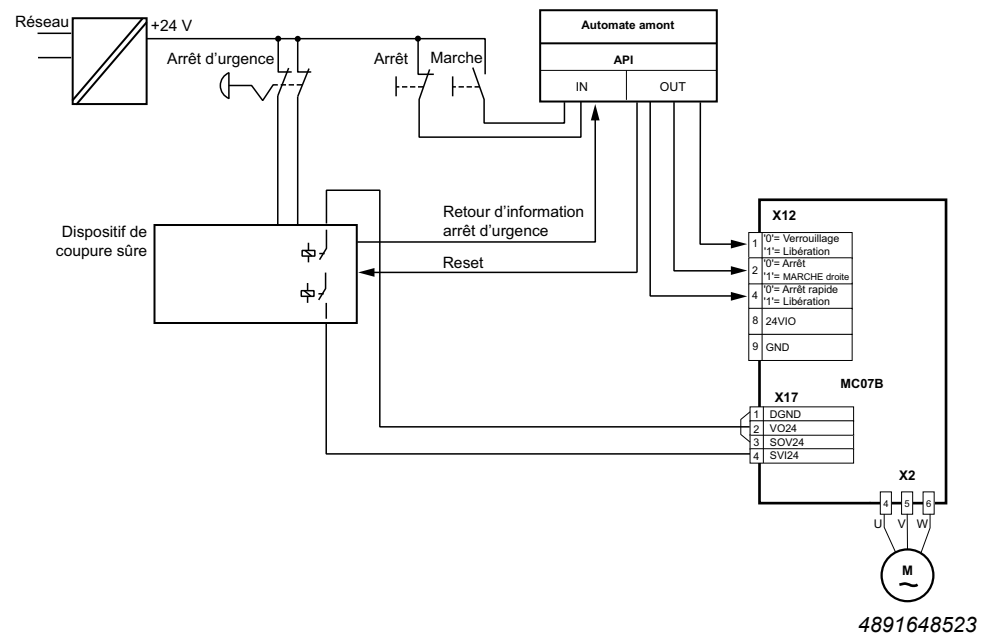 Réseau
+24 V
Arrêt d’urgence
Arrêt
Marche
Automate amont
API
IN
OUT
Dispositif de
coupure sûre
Retour d’information
arrêt d’urgence
Reset
X12
1
'0'= Verrouillage
'1'= Libération
2
'0'= Arrêt
'1'= MARCHE droite
4
'0'= Arrêt rapide
'1'= Libération
8 24VIO
9 GND
MC07B
X17
1 DGND
2 VO24
3 SOV24
4 SVI24
X2
4 5 6
U V W
M
~
4891648523